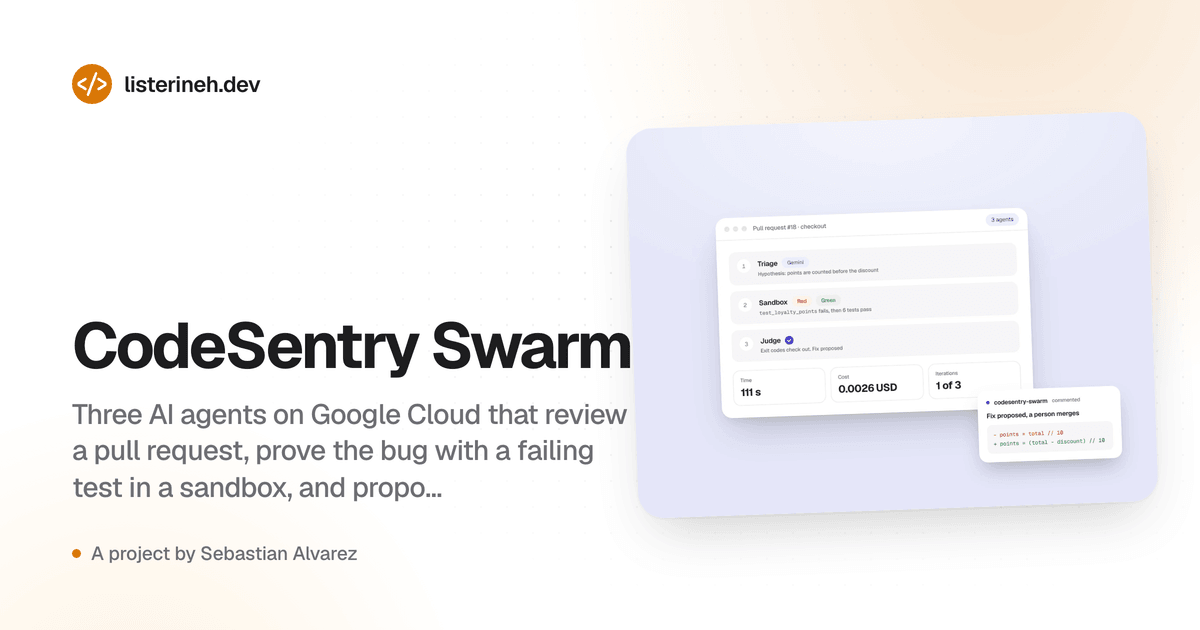 listerineh.dev
CodeSentry Swarm
Three AI agents on Google Cloud that review
a pull request, prove the bug with a failing
test in a sandbox, and propo...
A project by Sebastian Alvarez
Pull request #18 · checkout
3 agents
1
Triage
Gemini
Hypothesis: points are counted before the discount
2
Sandbox
Red
Green
test_loyalty_points fails, then 8 tests pass
3
Judge
Exit codes check out. Fix proposed
Time
111 s
Cost
0.0026 USD
Iterations
1 of 3
codesentry-swarm commented
Fix proposed, a person merges
- points = total // 10
+ points = (total - discount) // 10